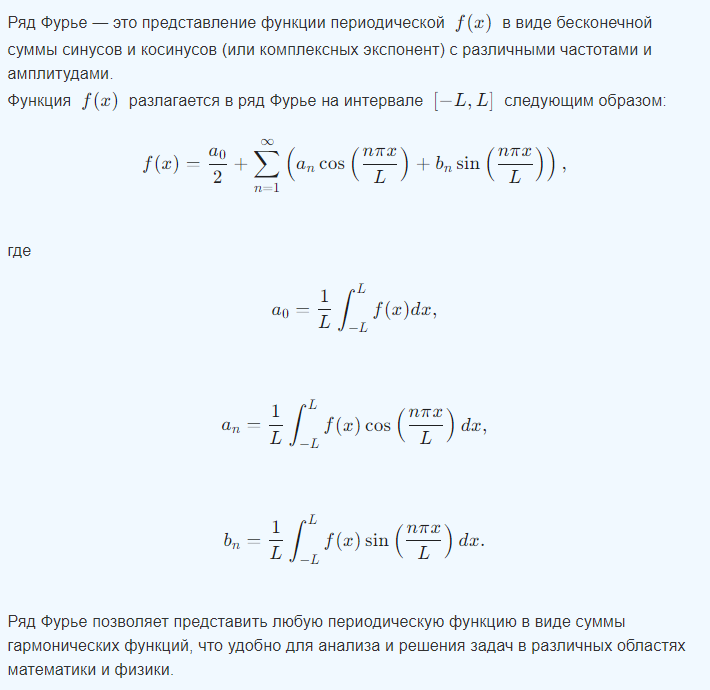 Ряд Фурье — это представление функции периодической f(x) в виде бесконечной
суммы синусов и косинусов (или комплексных экспонент) с различными частотами и
амплитудами.
Функция f(x) разлагается в ряд Фурье на интервале [−L, L] следующим образом:
f(x) = \frac{a_0}{2} + \sum_{n=1}^{\infty} \left( a_n \cos \left( \frac{n\pi x}{L} \right) + b_n \sin \left( \frac{n\pi x}{L} \right) \right),
где
a_0 = \frac{1}{L} \int_{-L}^{L} f(x) dx,
a_n = \frac{1}{L} \int_{-L}^{L} f(x) \cos \left( \frac{n\pi x}{L} \right) dx,
b_n = \frac{1}{L} \int_{-L}^{L} f(x) \sin \left( \frac{n\pi x}{L} \right) dx.
Ряд Фурье позволяет представить любую периодическую функцию в виде суммы
гармонических функций, что удобно для анализа и решения задач в различных областях
математики и физики.